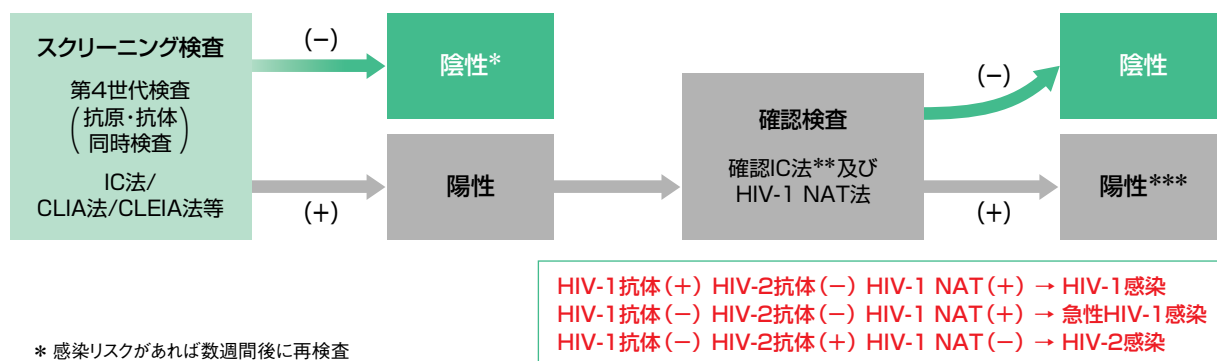 スクリーニング検査
第4世代検査
(抗原・抗体
同時検査)
IC法/
CLIA法/CLEIA法等
(−)
(+)
陰性*
陽性
確認検査
確認IC法**及び
HIV-1 NAT法
(−)
(+)
陰性
陽性***
HIV-1抗体(+) HIV-2抗体(−) HIV-1 NAT(+) → HIV-1感染
HIV-1抗体(−) HIV-2抗体(−) HIV-1 NAT(+) → 急性HIV-1感染
HIV-1抗体(−) HIV-2抗体(+) HIV-1 NAT(−) → HIV-2感染
* 感染リスクがあれば数週間後に再検査